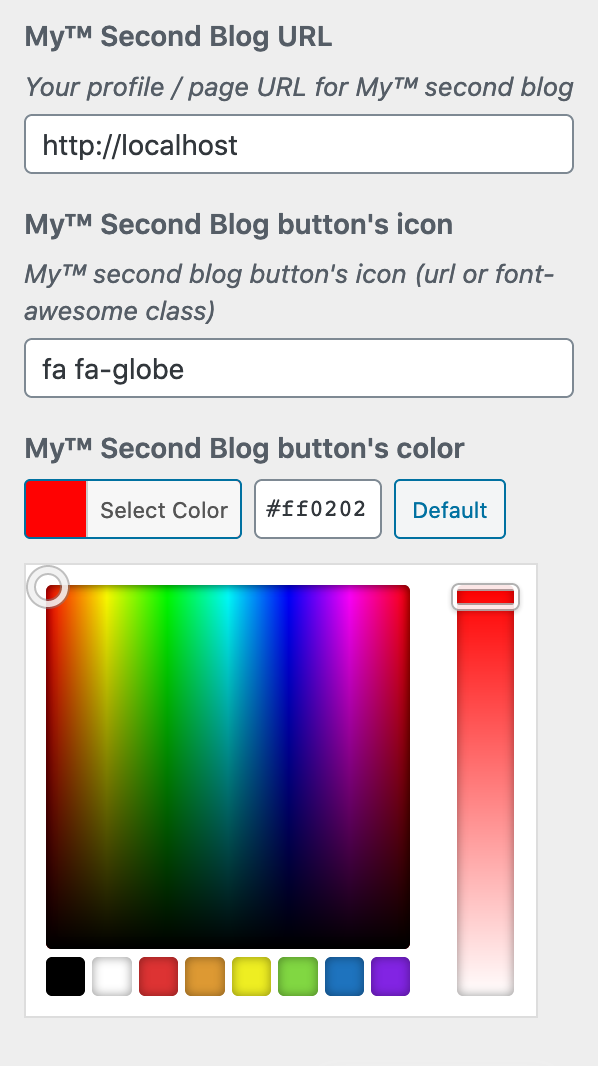 My™ Second Blog URL
Your profile / page URL for My™ second blog
http://localhost
My™ Second Blog button's icon
My™ second blog button's icon (url or font-
awesome class)
fa fa-globe
My™ Second Blog button's color
Select Color
#ff0202
Default